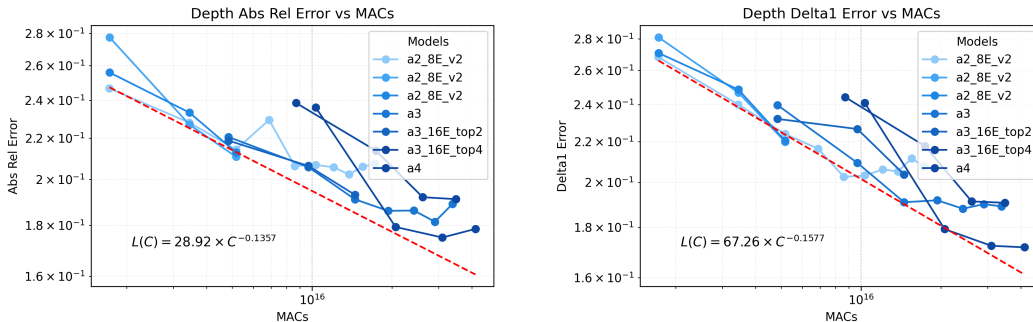 Depth Abs Rel Error vs MACs
2.8 × 10⁻¹
2.6 × 10⁻¹
2.4 × 10⁻¹
2.2 × 10⁻¹
2 × 10⁻¹
1.8 × 10⁻¹
1.6 × 10⁻¹
Abs Rel Error
Models
a2_8E_v2
a2_8E_v2
a2_8E_v2
a3
a3_16E_top2
a3_16E_top4
a4
L(C) = 28.92 × C⁻⁰·¹³⁵⁷
10¹⁶
MACs
Depth Delta1 Error vs MACs
2.8 × 10⁻¹
2.6 × 10⁻¹
2.4 × 10⁻¹
2.2 × 10⁻¹
2 × 10⁻¹
1.8 × 10⁻¹
1.6 × 10⁻¹
Delta1 Error
Models
a2_8E_v2
a2_8E_v2
a2_8E_v2
a3
a3_16E_top2
a3_16E_top4
a4
L(C) = 67.26 × C⁻⁰·¹⁵⁷⁷
10¹⁶
MACs